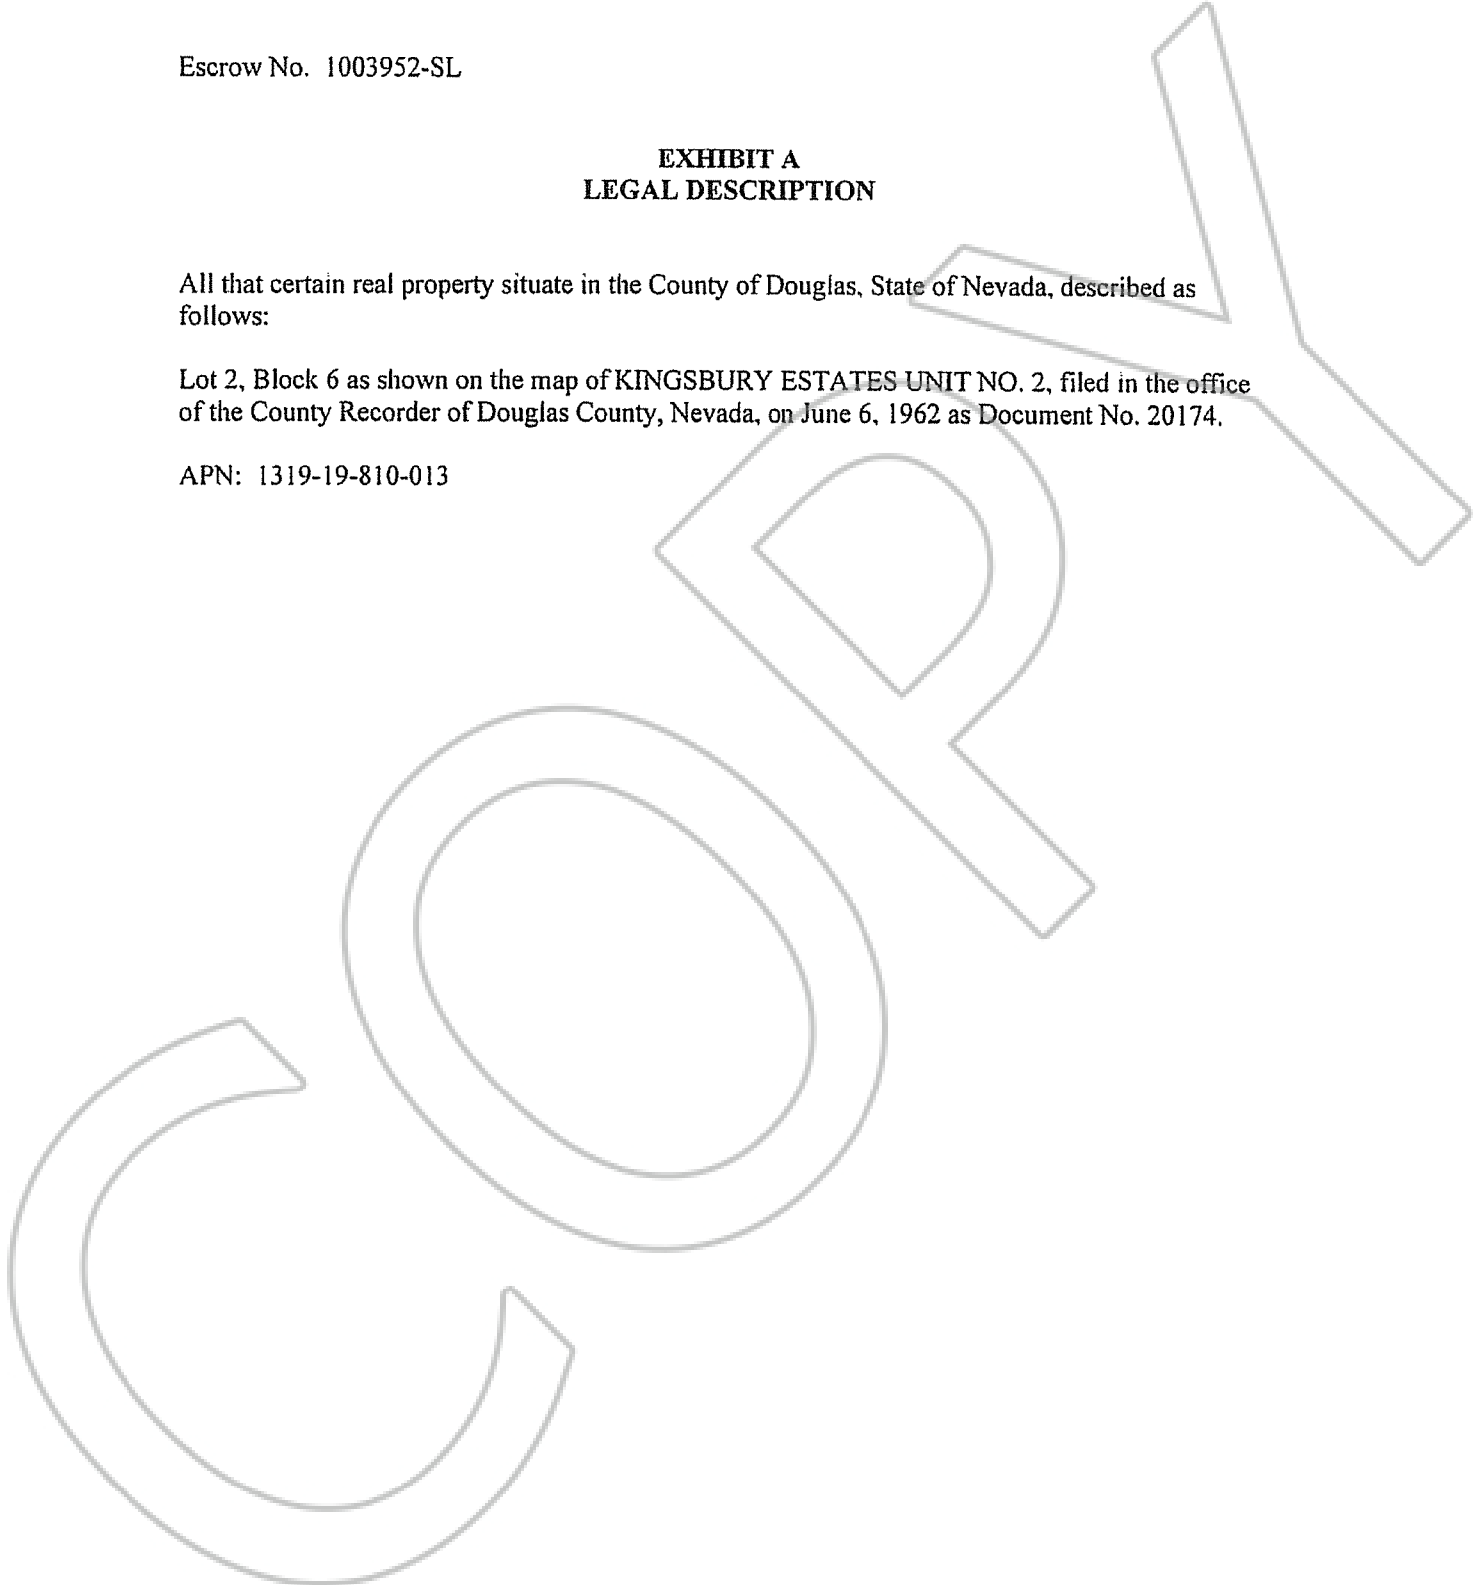 Escrow No. 1003952-SL
EXHIBIT A
LEGAL DESCRIPTION
All that certain real property situate in the County of Douglas, State of Nevada, described as
follows:
Lot 2, Block 6 as shown on the map of KINGSBURY ESTATES UNIT NO. 2, filed in the office
of the County Recorder of Douglas County, Nevada, on June 6, 1962 as Document No. 20174.
APN: 1319-19-810-013
COPY